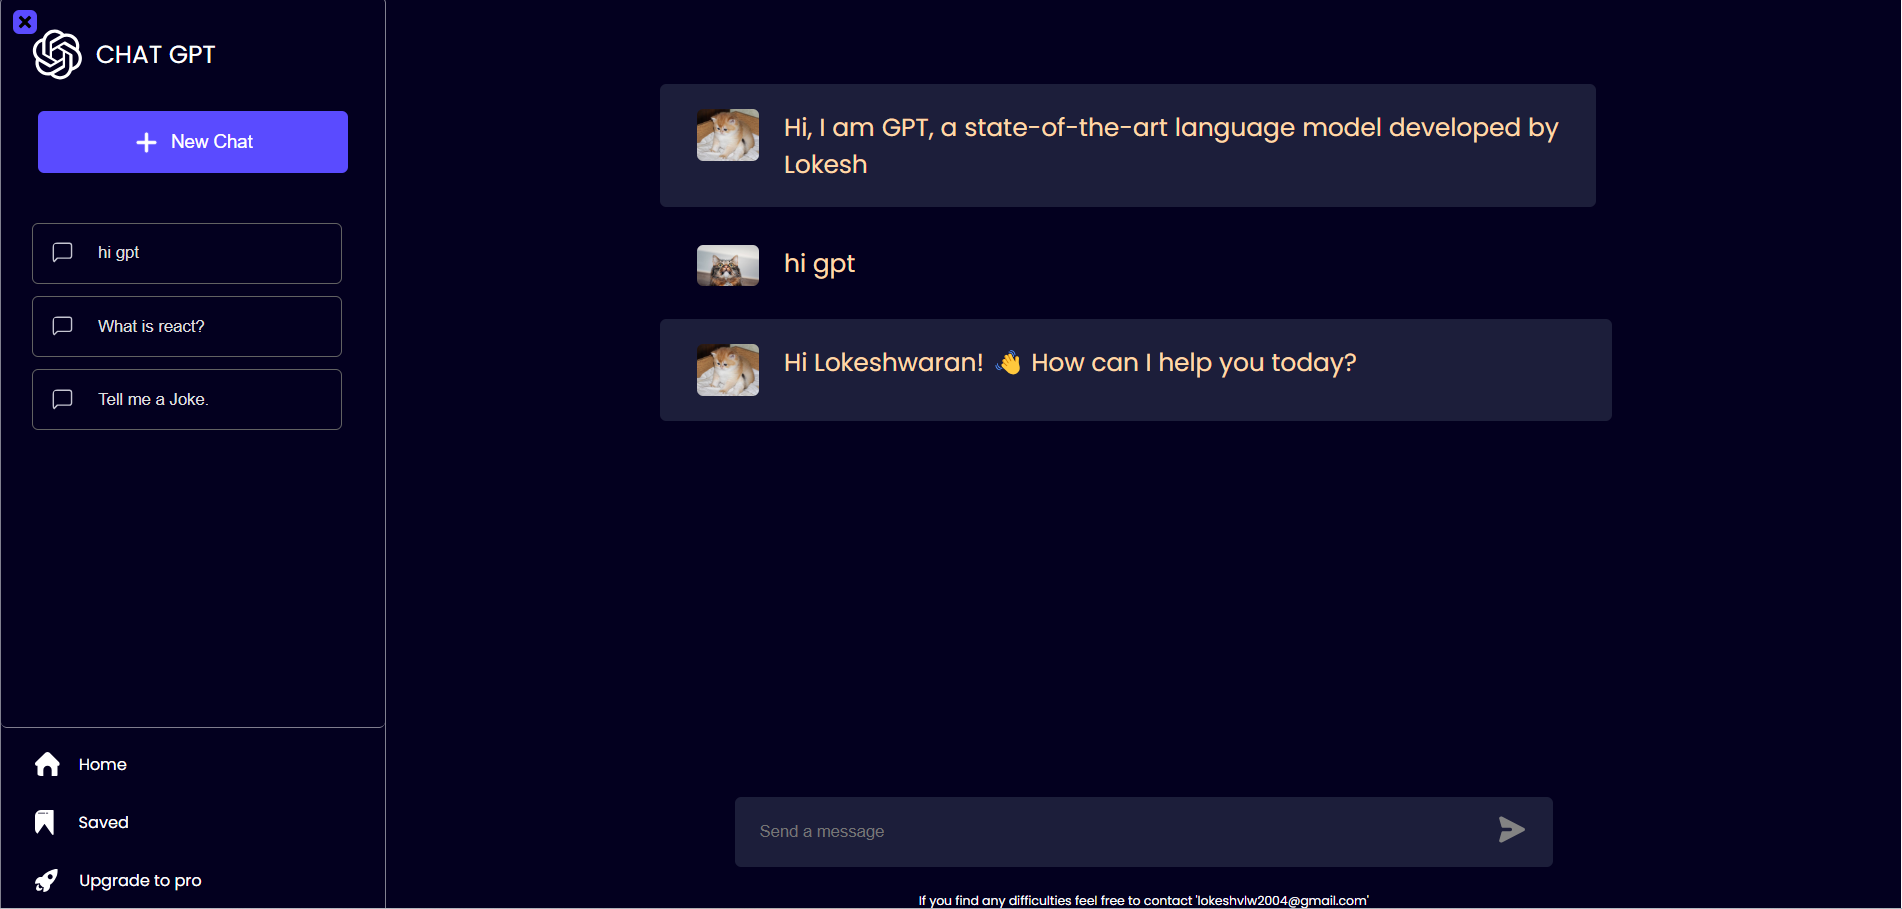 CHAT GPT
New Chat
hi gpt
What is react?
Tell me a Joke.
Home
Saved
Upgrade to pro
Hi, I am GPT, a state-of-the-art language model developed by
Lokesh
hi gpt
Hi Lokeshwaran! 👋 How can I help you today?
Send a message
If you find any difficulties feel free to contact 'lokeshvlw2004@gmail.com'